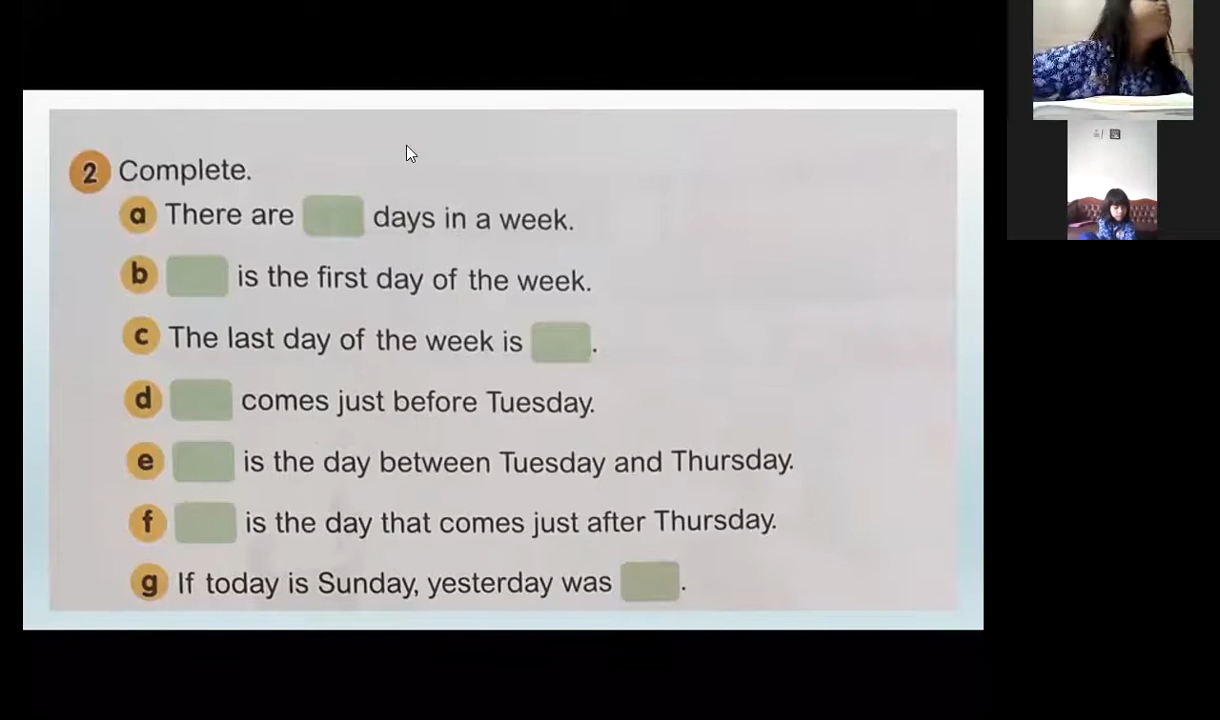 2 Complete.
a There are days in a week.
b is the first day of the week.
c The last day of the week is .
d comes just before Tuesday.
e is the day between Tuesday and Thursday.
f is the day that comes just after Thursday.
g If today is Sunday, yesterday was .